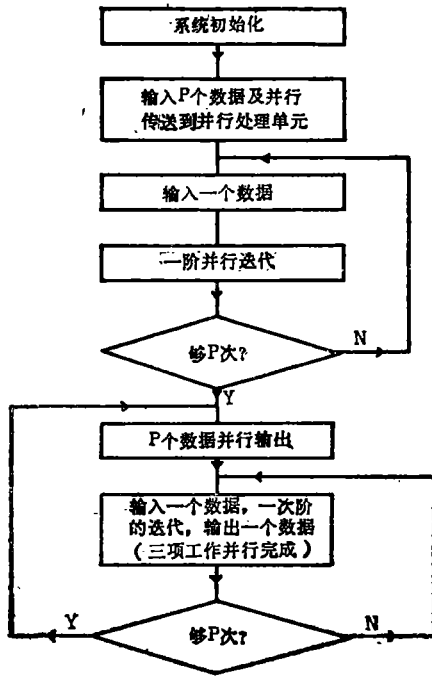 系统初始化
输入P个数据及并行
传送到并行处理单元
输入一个数据
一阶并行迭代
够P次?
N
Y
P个数据并行输出
输入一个数据，一次阶
的迭代，输出一个数据
（三项工作并行完成）
Y
够P次?
N